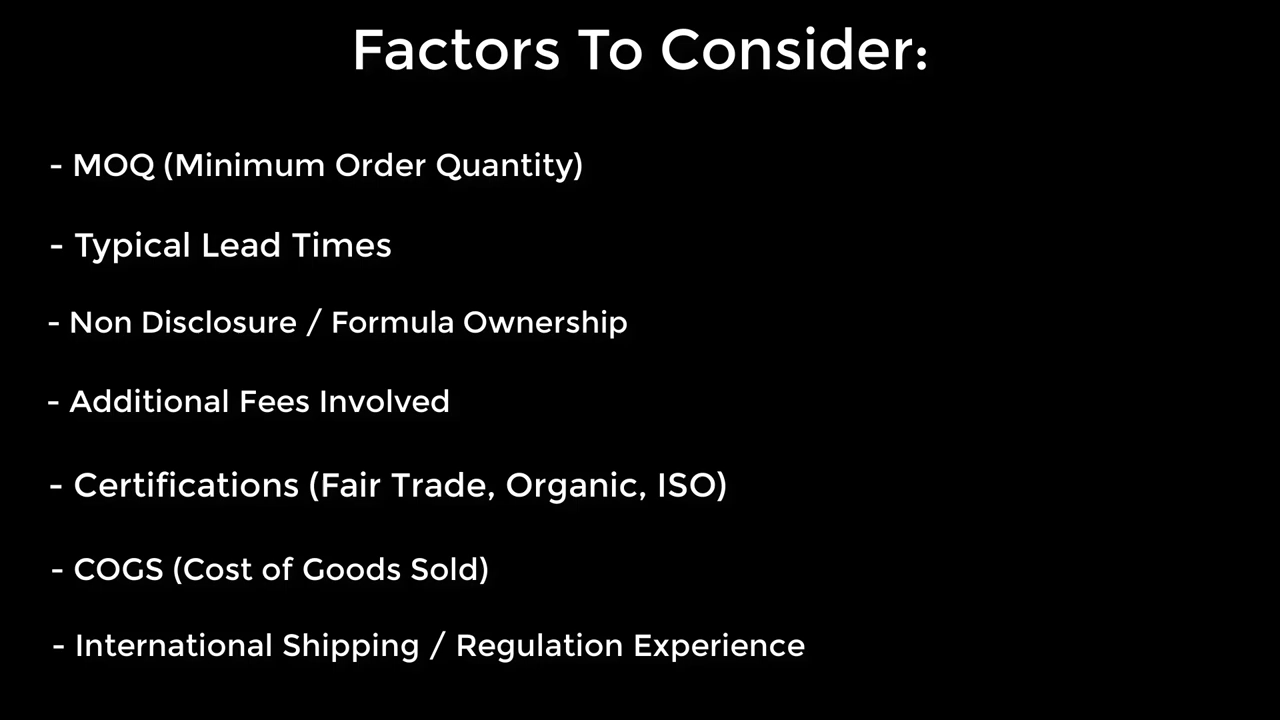 Factors To Consider:
- MOQ (Minimum Order Quantity)
- Typical Lead Times
- Non Disclosure / Formula Ownership
- Additional Fees Involved
- Certifications (Fair Trade, Organic, ISO)
- COGS (Cost of Goods Sold)
- International Shipping / Regulation Experience